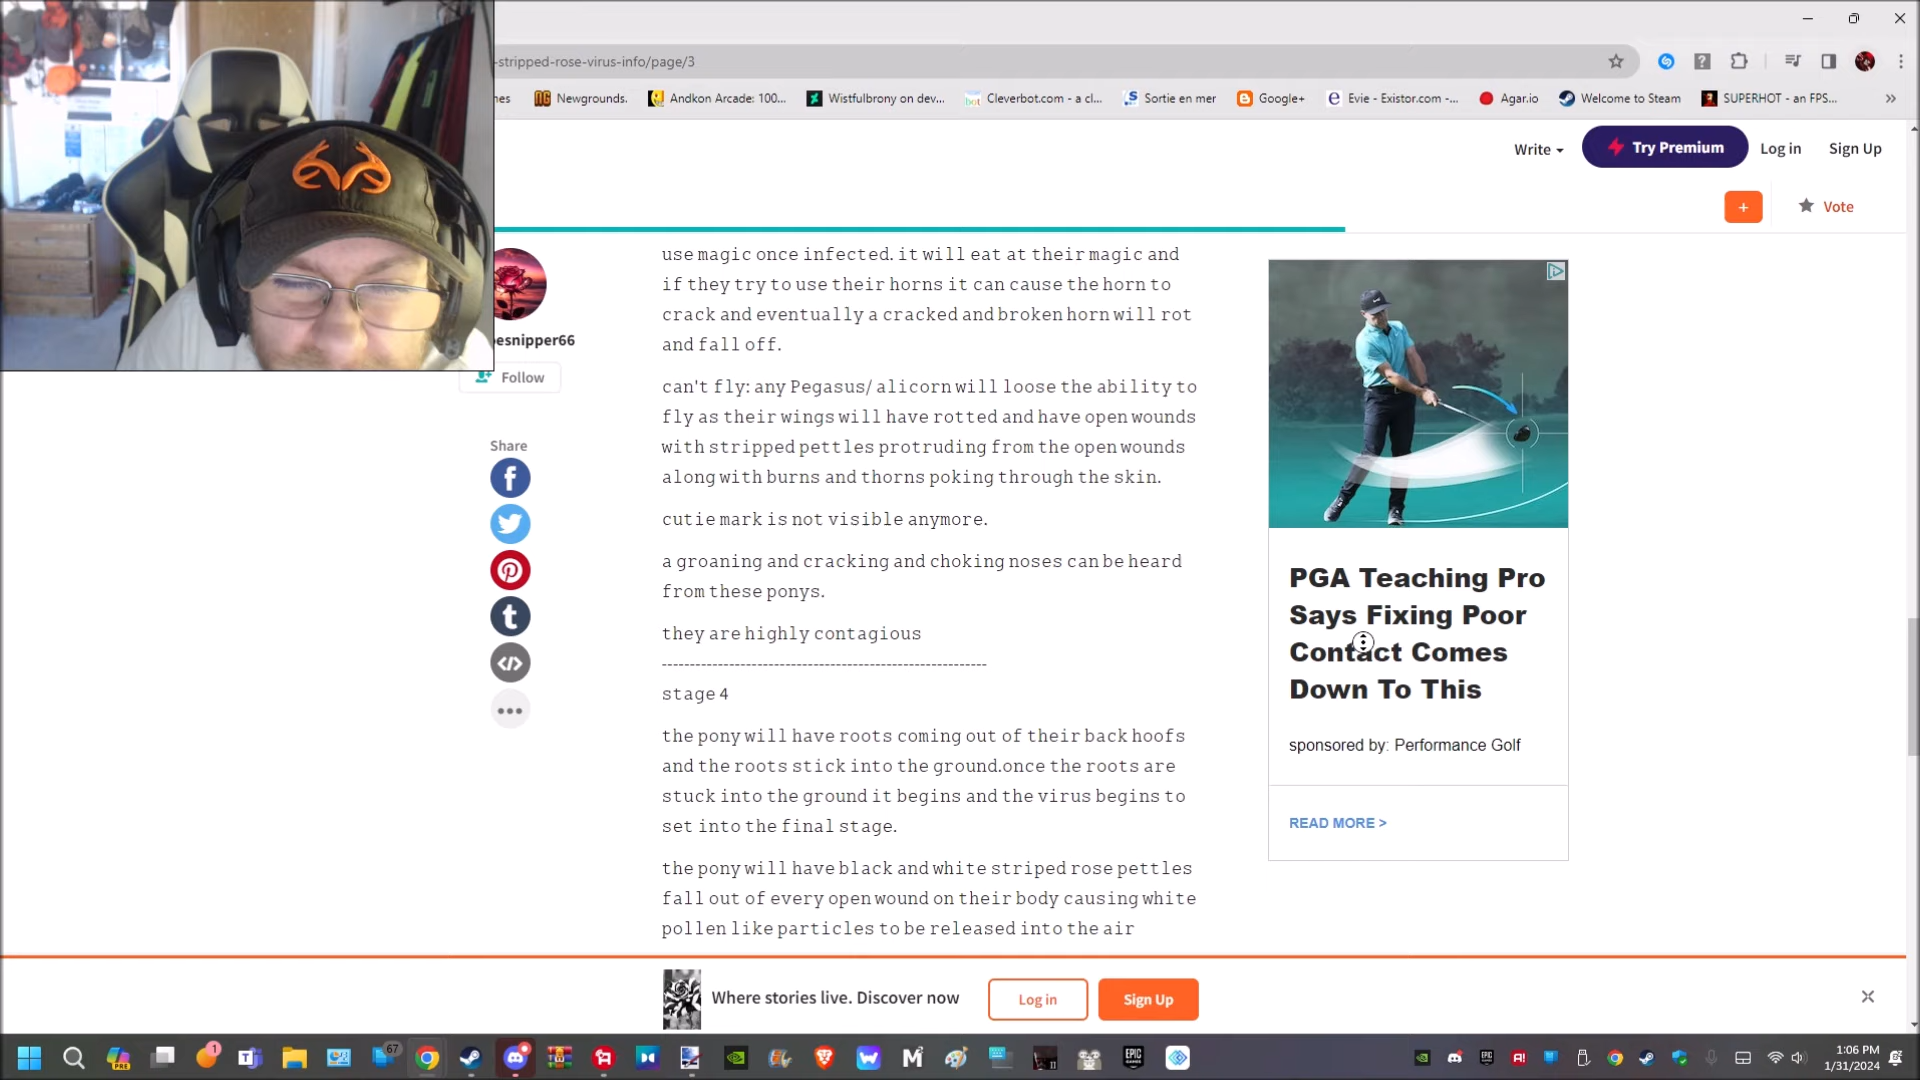 -stripped-rose-virus-info/page/3
nes
Newgrounds.
Andkon Arcade: 100...
Wistfulbrony on dev...
Cleverbot.com - a cl...
Sortie en mer
Google+
Evie - Existor.com -...
Agar.io
Welcome to Steam
SUPERHOT - an FPS...
»
Write
Try Premium
Log in
Sign Up
+
Vote
use magic once infected. it will eat at their magic and
if they try to use their horns it can cause the horn to
crack and eventually a cracked and broken horn will rot
and fall off.
can't fly: any Pegasus/ alicorn will loose the ability to
fly as their wings will have rotted and have open wounds
with stripped pettles protruding from the open wounds
along with burns and thorns poking through the skin.
cutie mark is not visible anymore.
a groaning and cracking and choking noses can be heard
from these ponys.
they are highly contagious
----------------------------------------------------------
stage 4
the pony will have roots coming out of their back hoofs
and the roots stick into the ground.once the roots are
stuck into the ground it begins and the virus begins to
set into the final stage.
the pony will have black and white striped rose pettles
fall out of every open wound on their body causing white
pollen like particles to be released into the air
esnipper66
Follow
Share
PGA Teaching Pro
Says Fixing Poor
Contact Comes
Down To This
sponsored by: Performance Golf
READ MORE >
Where stories live. Discover now
Log in
Sign Up
1
67
1:06 PM
1/31/2024